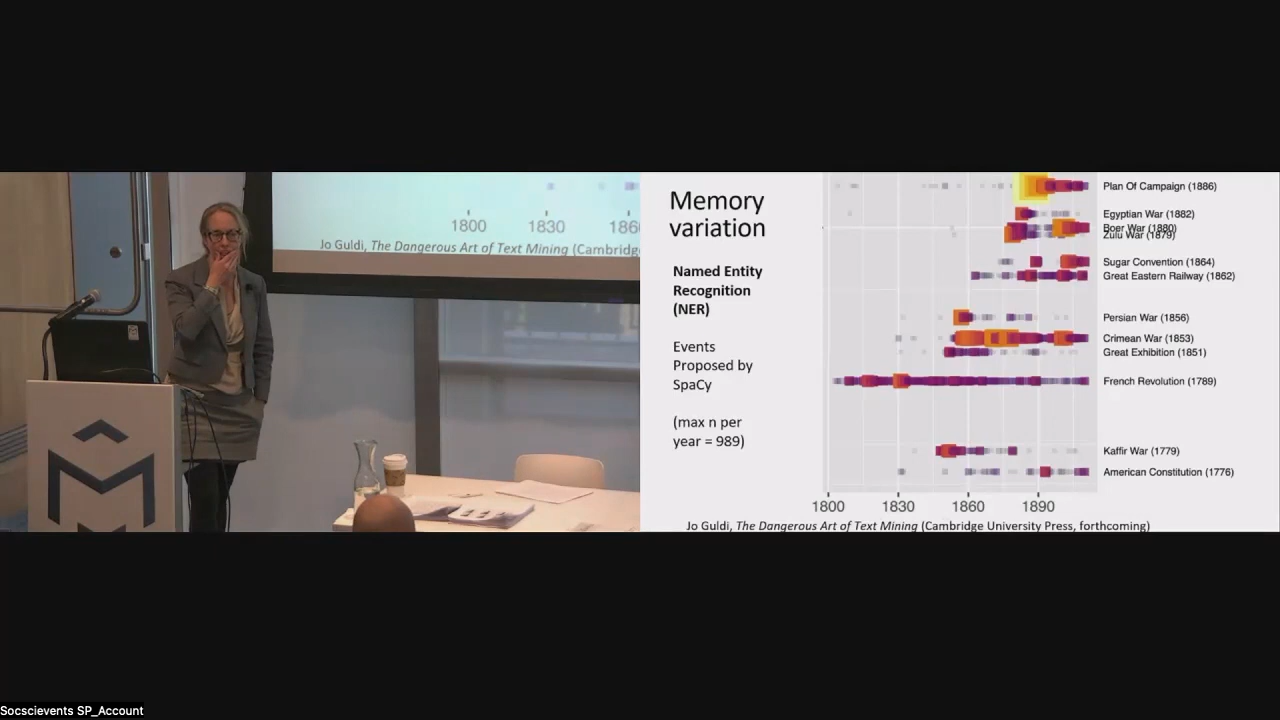 1800
1830
186
Jo Guldi, The Dangerous Art of Text Mining (Cambridg
Memory
variation
Named Entity
Recognition
(NER)
Events
Proposed by
SpaCy
(max n per
year = 989)
Plan Of Campaign (1886)
Egyptian War (1882)
Boer War (1880)
Zulu War (1879)
Sugar Convention (1864)
Great Eastern Railway (1862)
Persian War (1856)
Crimean War (1853)
Great Exhibition (1851)
French Revolution (1789)
Kaffir War (1779)
American Constitution (1776)
1800
1830
1860
1890
Jo Guldi, The Dangerous Art of Text Mining (Cambridge University Press, forthcoming)
Socscievents SP_Account